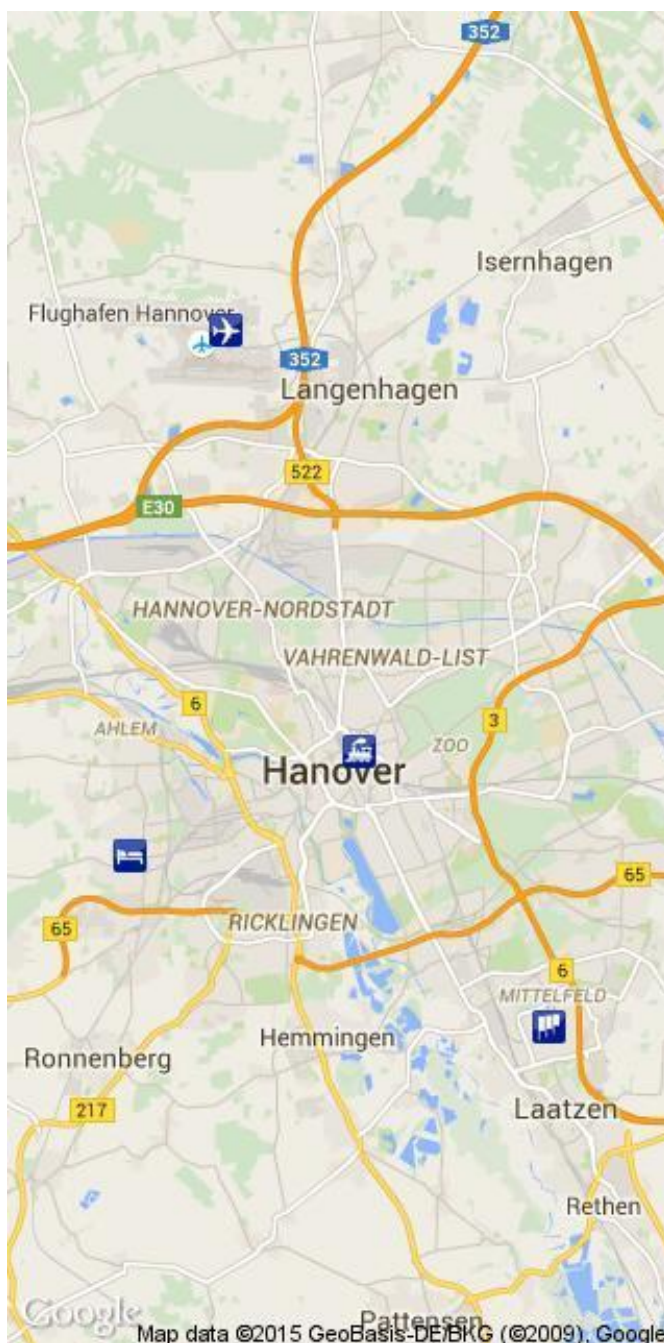 352
Isernhagen
Flughafen Hannover
352
Langenhagen
522
E30
HANNOVER-NORDSTADT
VAHRENWALD-LIST
6
3
AHLEM
ZOO
Hanover
65
65
RICKLINGEN
6
MITTELFELD
Hemmingen
Ronnenberg
217
Laatzen
Rethen
Google
Pattensen
Map data ©2015 GeoBasis-DE/BKG (©2009), Google